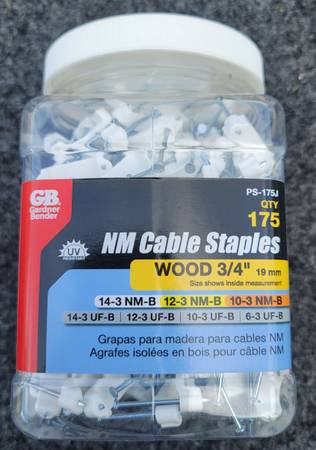 PS-175J
GB
Gardner
Bender
QTY
175
UV
RESISTANT
NM Cable Staples
WOOD 3/4" 19 mm
Size shows inside measurement
14-3 NM-B 12-3 NM-B 10-3 NM-B
14-3 UF-B 12-3 UF-B 10-3 UF-B 6-3 UF-B
Grapas para madera para cables NM
Agrafes isolées en bois pour câble NM